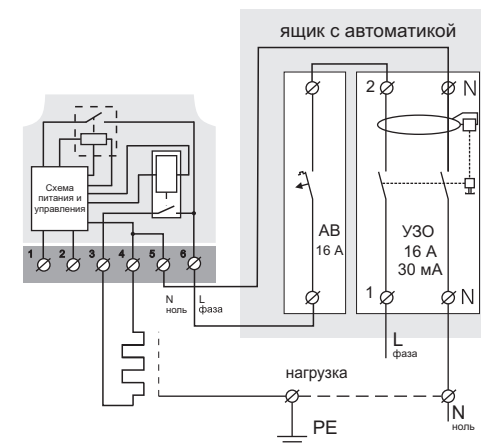 ящик с автоматикой
2
N
Схема
питания и
управления
АВ
16 А
УЗО
16 А
30 мА
1
2
3
4
5
6
N
ноль
L
фаза
1
N
L
фаза
нагрузка
N
ноль
PE